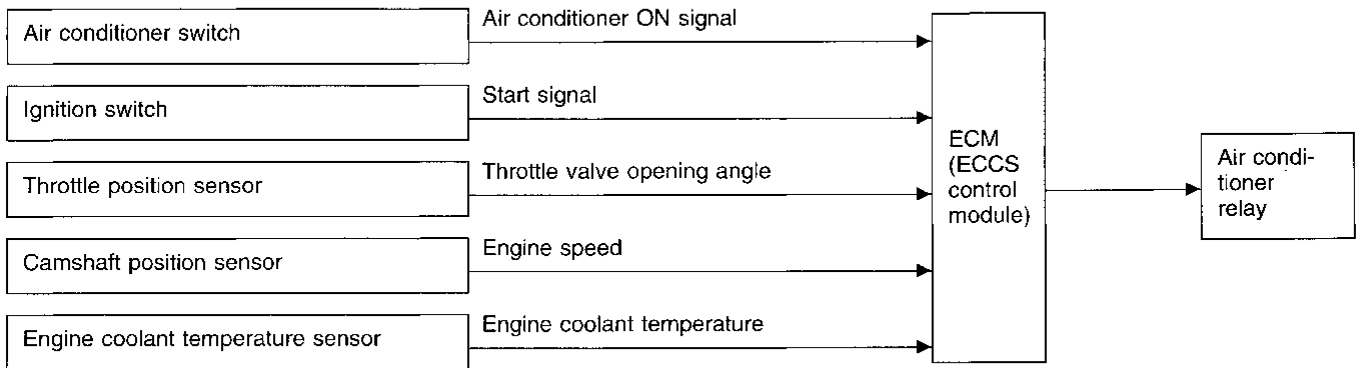 Air conditioner switch
Air conditioner ON signal
Ignition switch
Start signal
Throttle position sensor
Throttle valve opening angle
Camshaft position sensor
Engine speed
Engine coolant temperature sensor
Engine coolant temperature
ECM
(ECCS
control
module)
Air condi-
tioner
relay